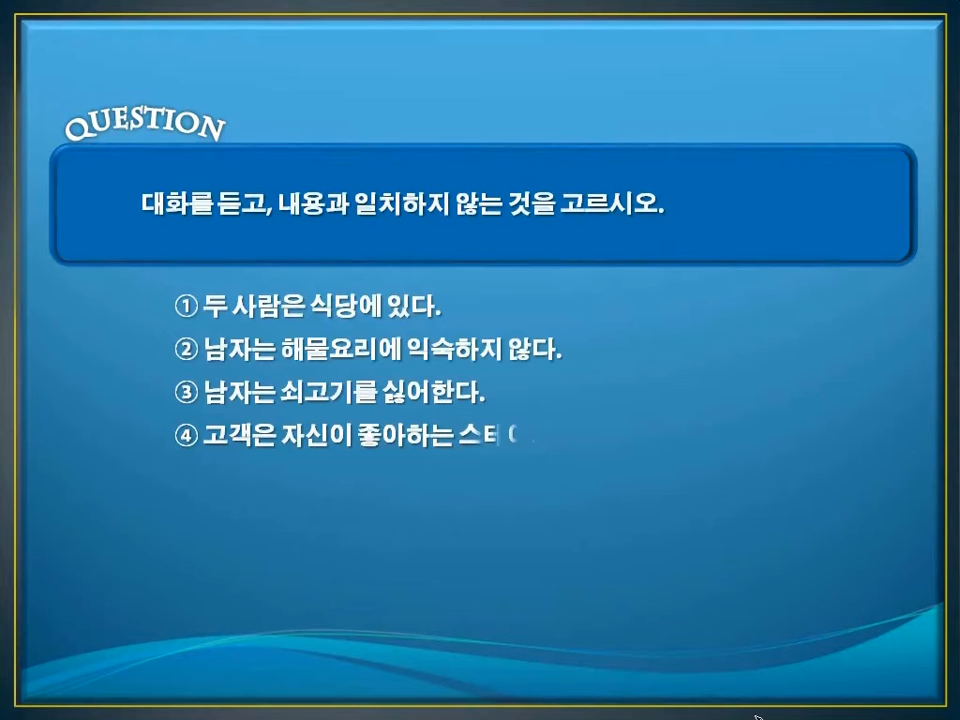 QUESTION
대화를 듣고, 내용과 일치하지 않는 것을 고르시오.
① 두 사람은 식당에 있다.
② 남자는 해물요리에 익숙하지 않다.
③ 남자는 쇠고기를 싫어한다.
④ 고객은 자신이 좋아하는